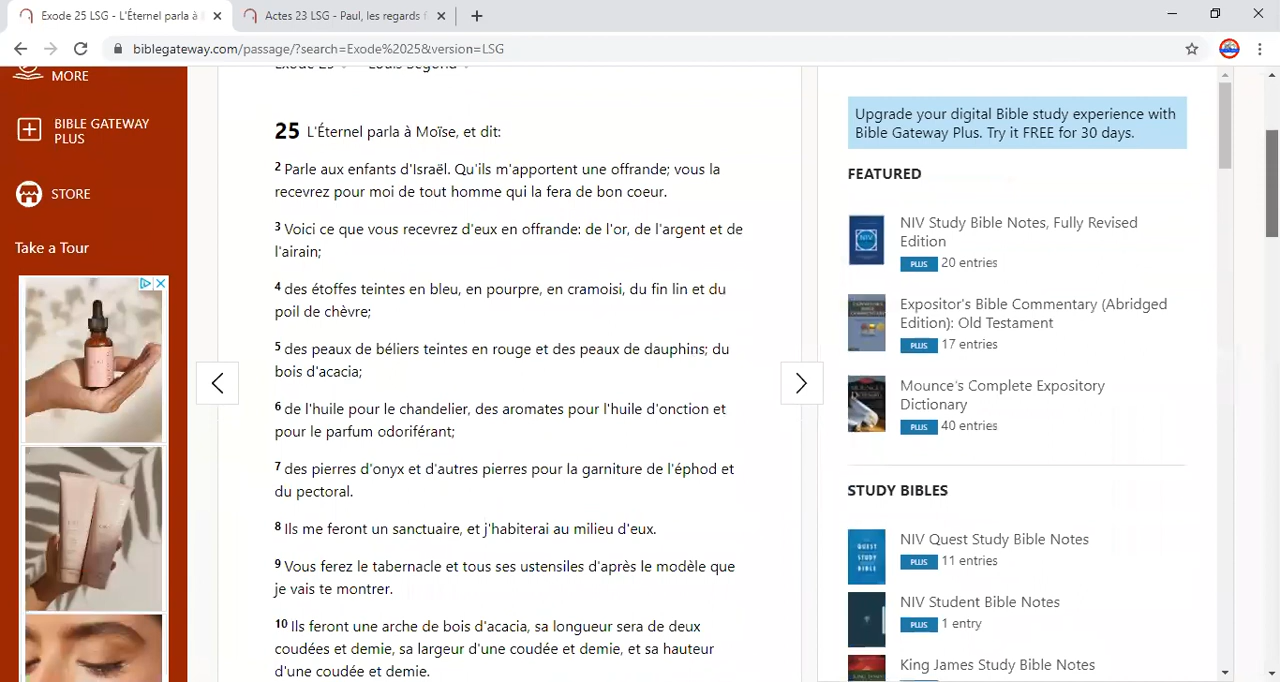 Exode 25 LSG - L'Éternel parla à
Actes 23 LSG - Paul, les regards f
biblegateway.com/passage/?search=Exode%2025&version=LSG
MORE
BIBLE GATEWAY
PLUS
STORE
Take a Tour
25 L'Éternel parla à Moïse, et dit:
2 Parle aux enfants d'Israël. Qu'ils m'apportent une offrande; vous la
recevrez pour moi de tout homme qui la fera de bon coeur.
3 Voici ce que vous recevrez d'eux en offrande: de l'or, de l'argent et de
l'airain;
4 des étoffes teintes en bleu, en pourpre, en cramoisi, du fin lin et du
poil de chèvre;
5 des peaux de béliers teintes en rouge et des peaux de dauphins; du
bois d'acacia;
6 de l'huile pour le chandelier, des aromates pour l'huile d'onction et
pour le parfum odoriférant;
7 des pierres d'onyx et d'autres pierres pour la garniture de l'éphod et
du pectoral.
8 Ils me feront un sanctuaire, et j'habiterai au milieu d'eux.
9 Vous ferez le tabernacle et tous ses ustensiles d'après le modèle que
je vais te montrer.
10 Ils feront une arche de bois d'acacia, sa longueur sera de deux
coudées et demie, sa largeur d'une coudée et demie, et sa hauteur
d'une coudée et demie.
Upgrade your digital Bible study experience with
Bible Gateway Plus. Try it FREE for 30 days.
FEATURED
NIV Study Bible Notes, Fully Revised
Edition
PLUS 20 entries
Expositor's Bible Commentary (Abridged
Edition): Old Testament
PLUS 17 entries
Mounce's Complete Expository
Dictionary
PLUS 40 entries
STUDY BIBLES
NIV Quest Study Bible Notes
PLUS 11 entries
NIV Student Bible Notes
PLUS 1 entry
King James Study Bible Notes